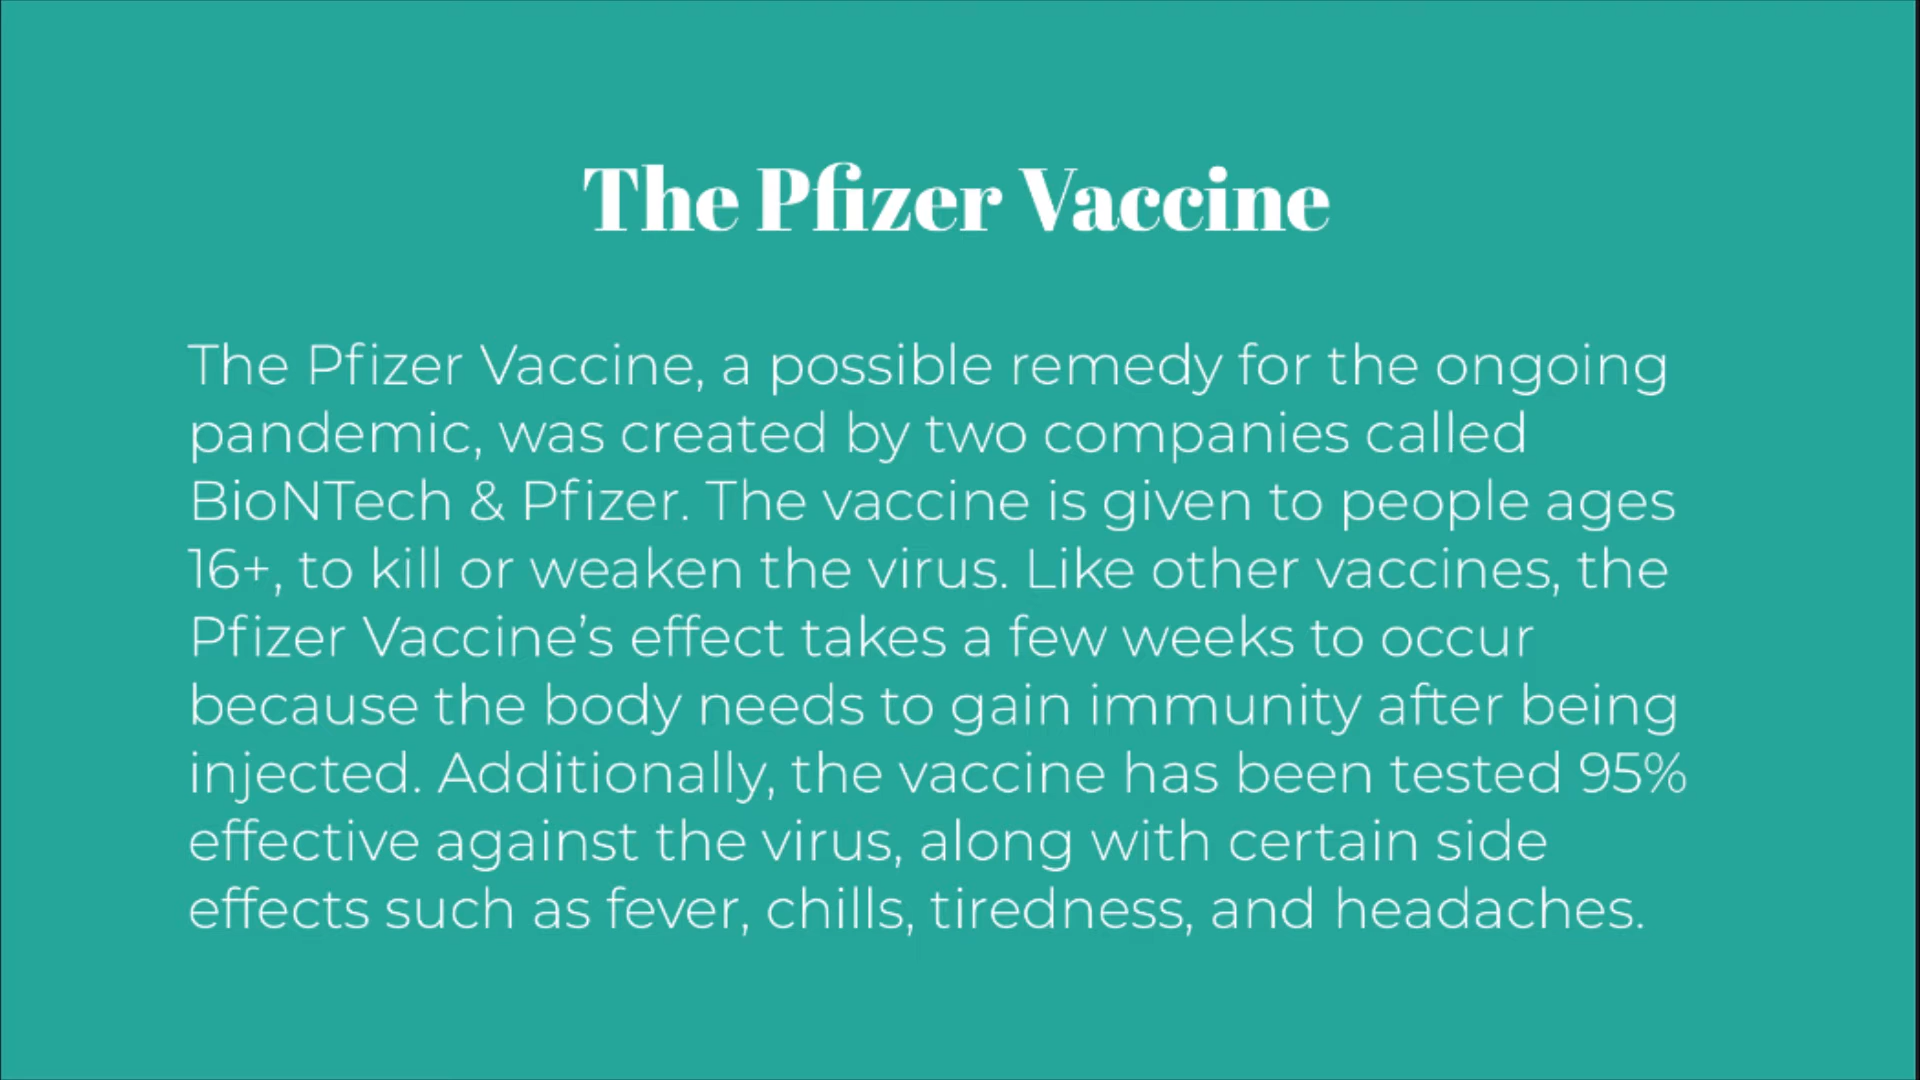 The Pfizer Vaccine
The Pfizer Vaccine, a possible remedy for the ongoing
pandemic, was created by two companies called
BioNTech & Pfizer. The vaccine is given to people ages
16+, to kill or weaken the virus. Like other vaccines, the
Pfizer Vaccine’s effect takes a few weeks to occur
because the body needs to gain immunity after being
injected. Additionally, the vaccine has been tested 95%
effective against the virus, along with certain side
effects such as fever, chills, tiredness, and headaches.